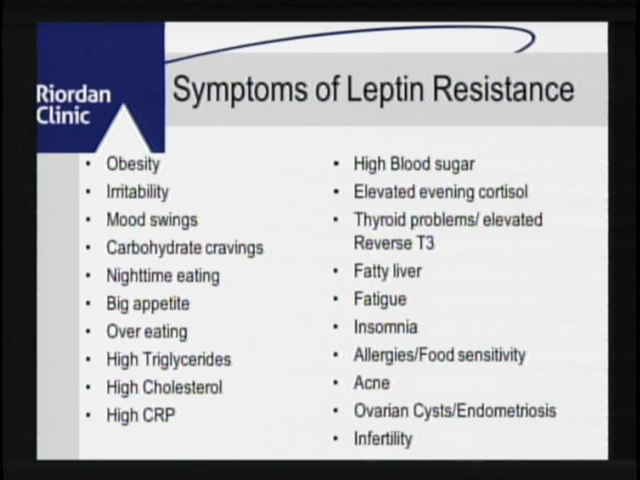 Riordan
Clinic
Symptoms of Leptin Resistance
• Obesity
• Irritability
• Mood swings
• Carbohydrate cravings
• Nighttime eating
• Big appetite
• Over eating
• High Triglycerides
• High Cholesterol
• High CRP
• High Blood sugar
• Elevated evening cortisol
• Thyroid problems/ elevated
Reverse T3
• Fatty liver
• Fatigue
• Insomnia
• Allergies/Food sensitivity
• Acne
• Ovarian Cysts/Endometriosis
• Infertility